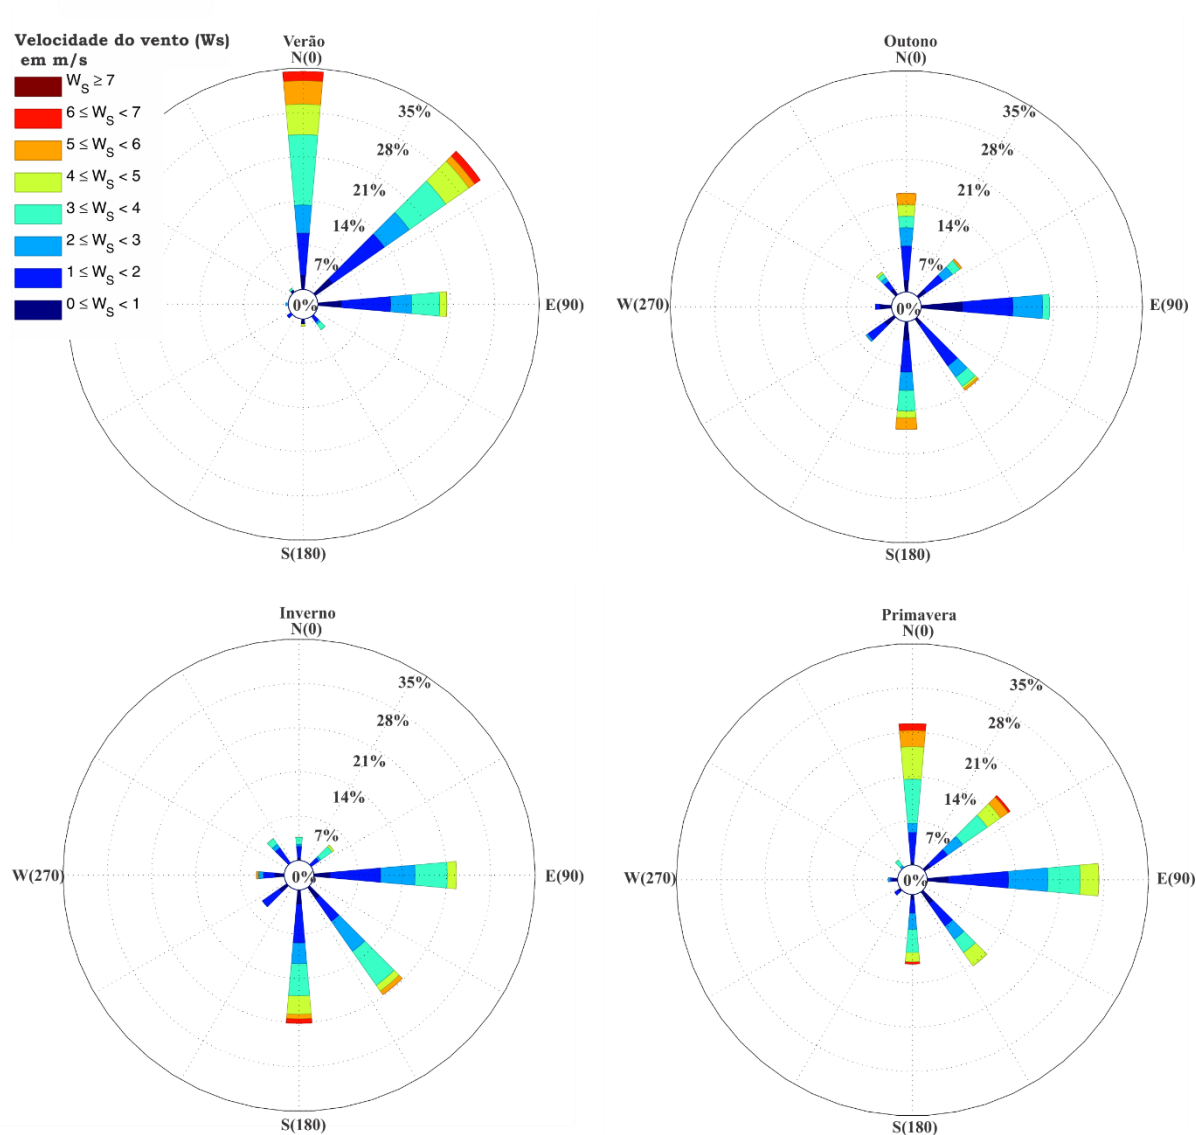 Velocidade do vento (Ws)
em m/s
W_S ≥ 7
6 ≤ W_S < 7
5 ≤ W_S < 6
4 ≤ W_S < 5
3 ≤ W_S < 4
2 ≤ W_S < 3
1 ≤ W_S < 2
0 ≤ W_S < 1
Verão
N(0)
35%
28%
21%
14%
7%
0%
E(90)
S(180)
Outono
N(0)
35%
28%
21%
14%
7%
W(270)
0%
E(90)
S(180)
Inverno
N(0)
35%
28%
21%
14%
7%
W(270)
0%
E(90)
S(180)
Primavera
N(0)
35%
28%
21%
14%
7%
W(270)
0%
E(90)
S(180)